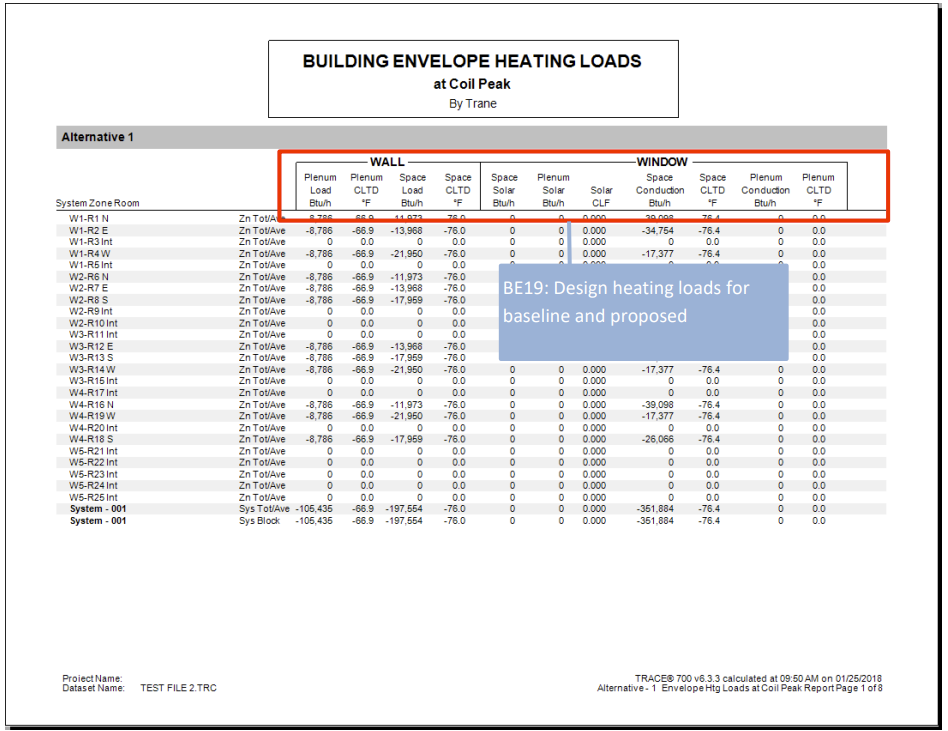 BUILDING ENVELOPE HEATING LOADS
at Coil Peak
By Trane
Alternative 1
WALL WINDOW
Plenum Plenum Space Space Space Plenum Space Space Plenum Plenum
Load CLTD Load CLTD Solar Solar Solar Conduction CLTD Conduction CLTD
System Zone Room Btu/h °F Btu/h °F Btu/h Btu/h CLF Btu/h °F Btu/h °F
W1-R1 N Zn Tot/Ave -8,786 -66.9 -11,973 -76.0 0 0 0.000 -39,098 -76.4 0 0.0
W1-R2 E Zn Tot/Ave -8,786 -66.9 -13,968 -76.0 0 0 0.000 -34,754 -76.4 0 0.0
W1-R3 Int Zn Tot/Ave 0 0.0 0 0.0 0 0 0.000 0 0.0 0 0.0
W1-R4 W Zn Tot/Ave -8,786 -66.9 -21,950 -76.0 0 0 0.000 -17,377 -76.4 0 0.0
W1-R5 Int Zn Tot/Ave 0 0.0 0 0.0 0 0 0.000 0 0.0 0 0.0
W2-R6 N Zn Tot/Ave -8,786 -66.9 -11,973 -76.0 0.0
W2-R7 E Zn Tot/Ave -8,786 -66.9 -13,968 -76.0 0.0
W2-R8 S Zn Tot/Ave -8,786 -66.9 -17,959 -76.0 0.0
W2-R9 Int Zn Tot/Ave 0 0.0 0 0.0 0.0
W2-R10 Int Zn Tot/Ave 0 0.0 0 0.0 0.0
W3-R11 Int Zn Tot/Ave 0 0.0 0 0.0 0.0
W3-R12 E Zn Tot/Ave -8,786 -66.9 -13,968 -76.0 0.0
W3-R13 S Zn Tot/Ave -8,786 -66.9 -17,959 -76.0 0.0
BE19: Design heating loads for
baseline and proposed
W3-R14 W Zn Tot/Ave -8,786 -66.9 -21,950 -76.0 0 0 0.000 -17,377 -76.4 0 0.0
W3-R15 Int Zn Tot/Ave 0 0.0 0 0.0 0 0 0.000 0 0.0 0 0.0
W4-R17 Int Zn Tot/Ave 0 0.0 0 0.0 0 0 0.000 0 0.0 0 0.0
W4-R16 N Zn Tot/Ave -8,786 -66.9 -11,973 -76.0 0 0 0.000 -39,098 -76.4 0 0.0
W4-R19 W Zn Tot/Ave -8,786 -66.9 -21,950 -76.0 0 0 0.000 -17,377 -76.4 0 0.0
W4-R20 Int Zn Tot/Ave 0 0.0 0 0.0 0 0 0.000 0 0.0 0 0.0
W4-R18 S Zn Tot/Ave -8,786 -66.9 -17,959 -76.0 0 0 0.000 -26,066 -76.4 0 0.0
W5-R21 Int Zn Tot/Ave 0 0.0 0 0.0 0 0 0.000 0 0.0 0 0.0
W5-R22 Int Zn Tot/Ave 0 0.0 0 0.0 0 0 0.000 0 0.0 0 0.0
W5-R23 Int Zn Tot/Ave 0 0.0 0 0.0 0 0 0.000 0 0.0 0 0.0
W5-R24 Int Zn Tot/Ave 0 0.0 0 0.0 0 0 0.000 0 0.0 0 0.0
W5-R25 Int Zn Tot/Ave 0 0.0 0 0.0 0 0 0.000 0 0.0 0 0.0
System - 001 Sys Tot/Ave -105,435 -66.9 -197,554 -76.0 0 0 0.000 -351,884 -76.4 0 0.0
System - 001 Sys Block -105,435 -66.9 -197,554 -76.0 0 0 0.000 -351,884 -76.4 0 0.0
Project Name: TRACE® 700 v6.3.3 calculated at 09:50 AM on 01/25/2018
Dataset Name: TEST FILE 2.TRC Alternative - 1 Envelope Htg Loads at Coil Peak Report Page 1 of 8